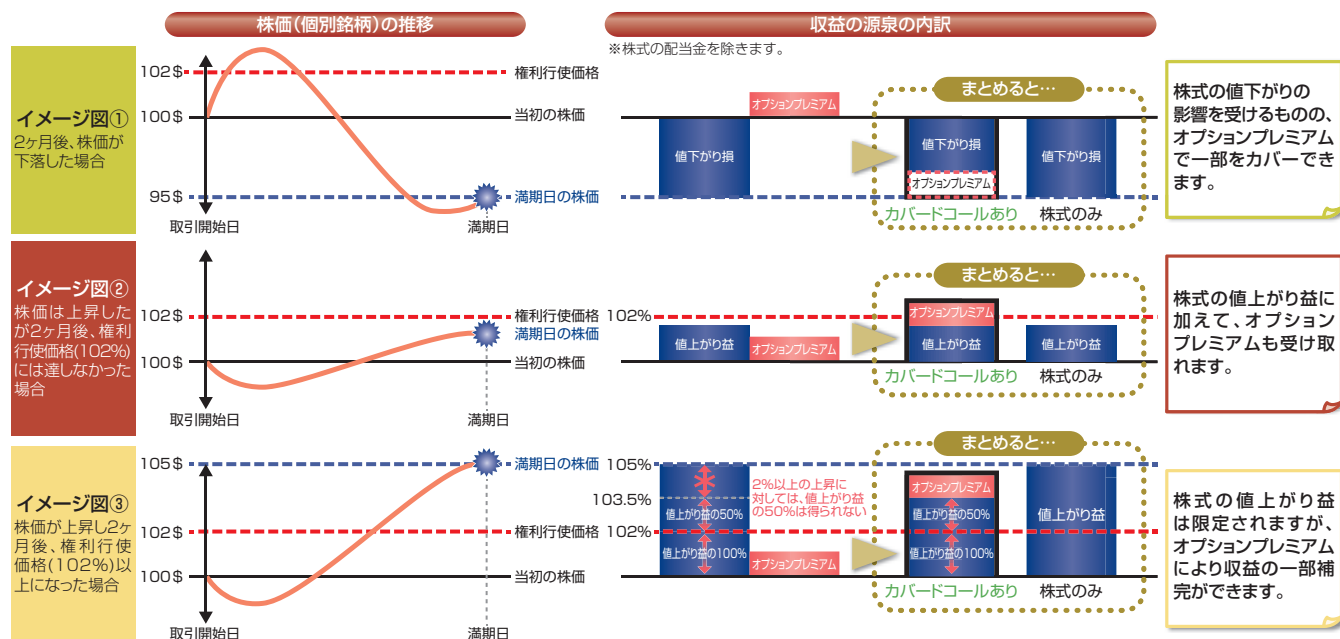 株価(個別銘柄)の推移
収益の源泉の内訳
※株式の配当金を除きます。
イメージ図①
2ヶ月後、株価が
下落した場合
102$
権利行使価格
100$
当初の株価
95$
満期日の株価
取引開始日
満期日
オプションプレミアム
値下がり損
まとめると…
値下がり損
オプションプレミアム
値下がり損
カバードコールあり
株式のみ
株式の値下がりの
影響を受けるものの、
オプションプレミアム
で一部をカバーでき
ます。
イメージ図②
株価は上昇した
が2ヶ月後、権利
行使価格(102%)
には達しなかった
場合
102$
権利行使価格
満期日の株価
100$
当初の株価
取引開始日
満期日
102%
値上がり益
オプションプレミアム
まとめると…
オプションプレミアム
値上がり益
値上がり益
カバードコールあり
株式のみ
株式の値上がり益に
加えて、オプション
プレミアムも受け取
れます。
イメージ図③
株価が上昇し2ヶ
月後、権利行使
価格(102%)以
上になった場合
105$
満期日の株価
102$
権利行使価格
100$
当初の株価
取引開始日
満期日
105%
103.5%
102%
2%以上の上昇に
対しては、値上がり益
の50%は得られない
値上がり益の50%
値上がり益の100%
オプションプレミアム
まとめると…
オプションプレミアム
値上がり益の50%
値上がり益の100%
値上がり益
カバードコールあり
株式のみ
株式の値上がり益
は限定されますが、
オプションプレミアム
により収益の一部補
完ができます。